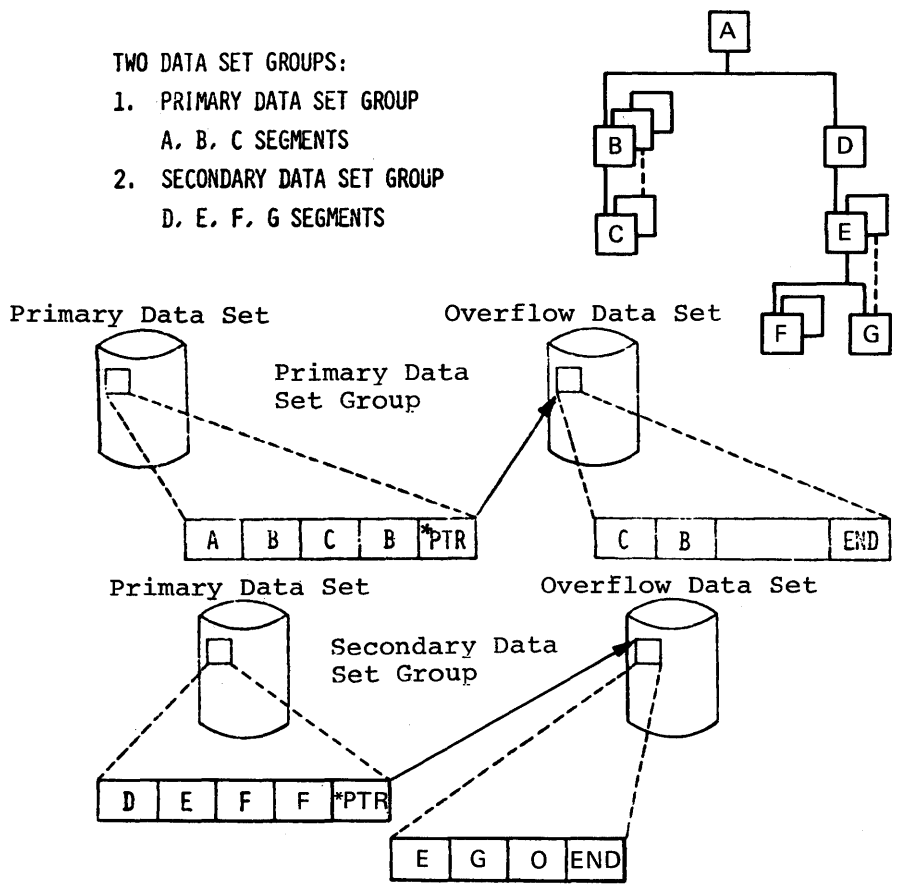 TWO DATA SET GROUPS:
1. PRIMARY DATA SET GROUP
A, B, C SEGMENTS
2. SECONDARY DATA SET GROUP
D, E, F, G SEGMENTS
A
B
D
C
E
F
G
Primary Data Set
Overflow Data Set
Primary Data
Set Group
A B C B *PTR
C B END
Primary Data Set
Overflow Data Set
Secondary Data
Set Group
D E F F *PTR
E G O END